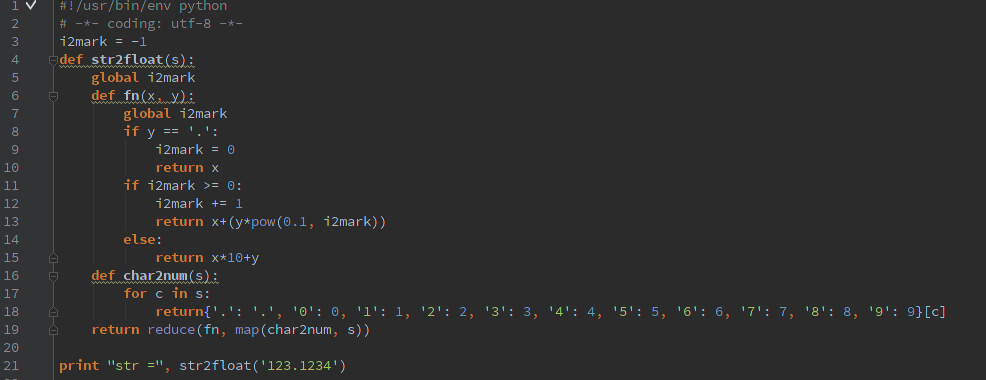 1 #!/usr/bin/env python
2 # -*- coding: utf-8 -*-
3 i2mark = -1
4 def str2float(s):
5     global i2mark
6     def fn(x, y):
7         global i2mark
8         if y == '.':
9             i2mark = 0
10             return x
11         if i2mark >= 0:
12             i2mark += 1
13             return x+(y*pow(0.1, i2mark))
14         else:
15             return x*10+y
16     def char2num(s):
17         for c in s:
18             return{'.': '.', '0': 0, '1': 1, '2': 2, '3': 3, '4': 4, '5': 5, '6': 6, '7': 7, '8': 8, '9': 9}[c]
19     return reduce(fn, map(char2num, s))
20
21 print "str =", str2float('123.1234')